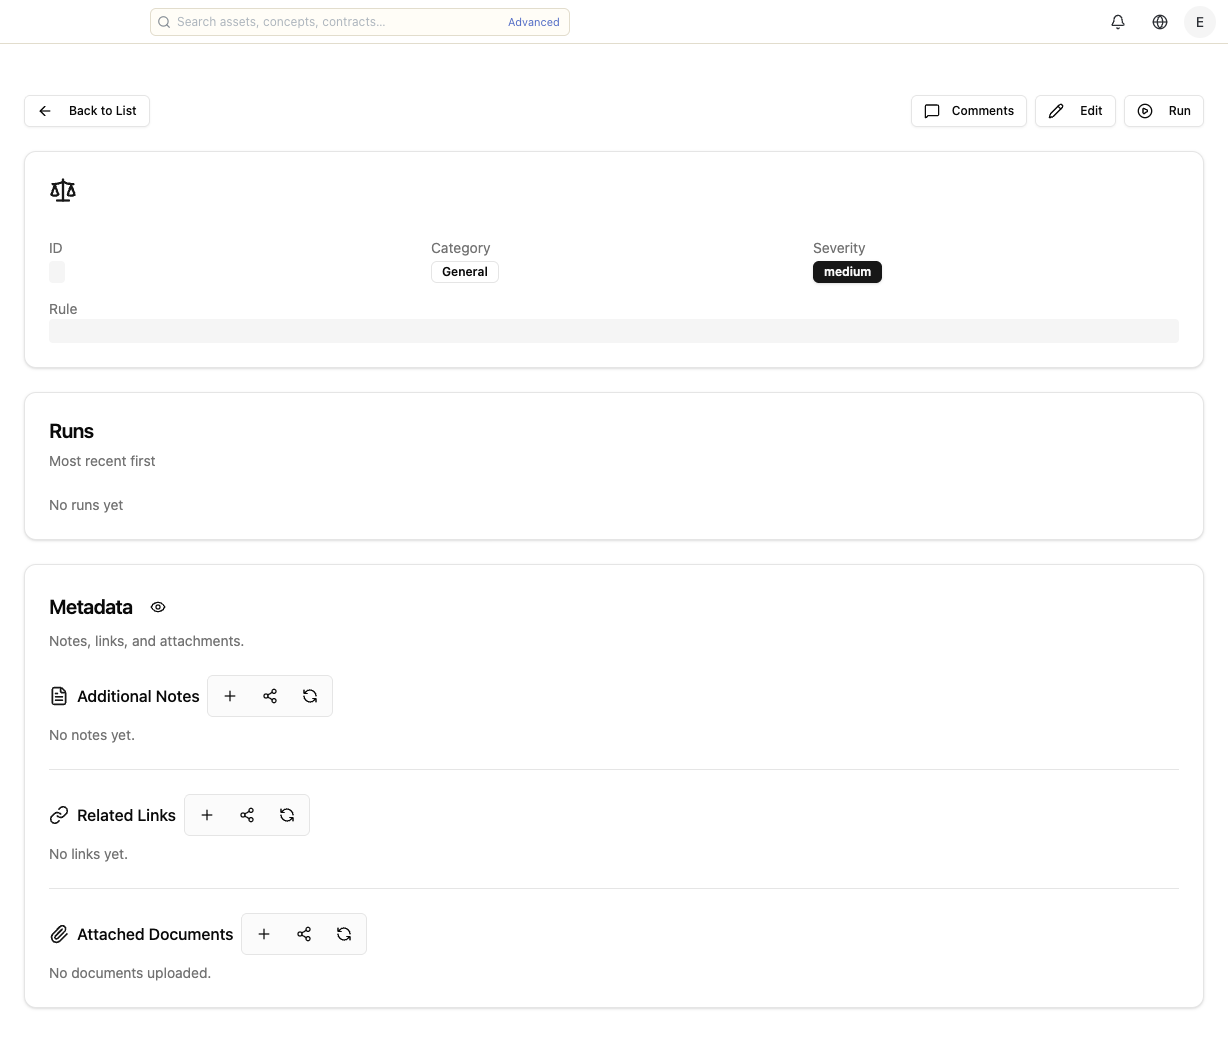 Search assets, concepts, contracts... Advanced
E
Back to List
Comments
Edit
Run
ID
Category
Severity
General
medium
Rule
Runs
Most recent first
No runs yet
Metadata
Notes, links, and attachments.
Additional Notes
No notes yet.
Related Links
No links yet.
Attached Documents
No documents uploaded.